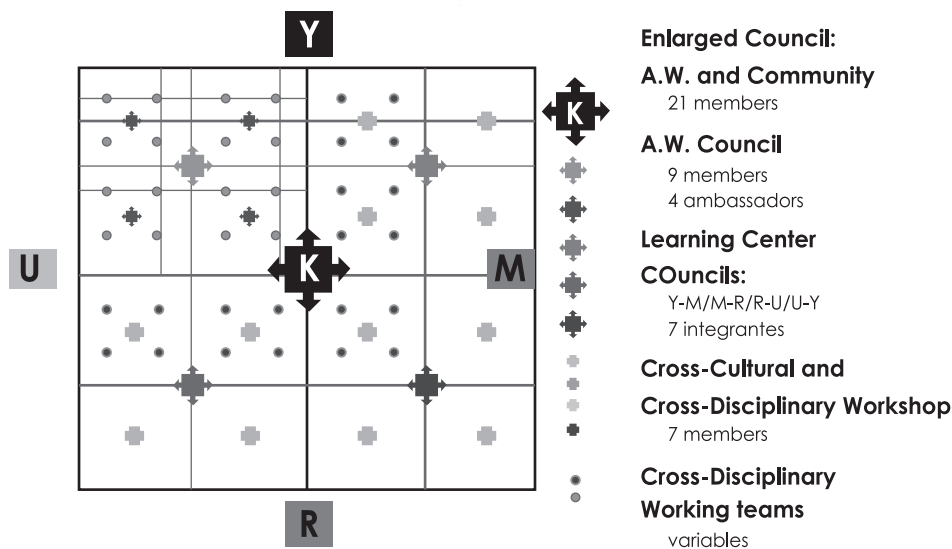 Y
U
K
M
R
K
Enlarged Council:
A.W. and Community
21 members
A.W. Council
9 members
4 ambassadors
Learning Center
COuncils:
Y-M/M-R/R-U/U-Y
7 integrantes
Cross-Cultural and
Cross-Disciplinary Workshop
7 members
Cross-Disciplinary
Working teams
variables